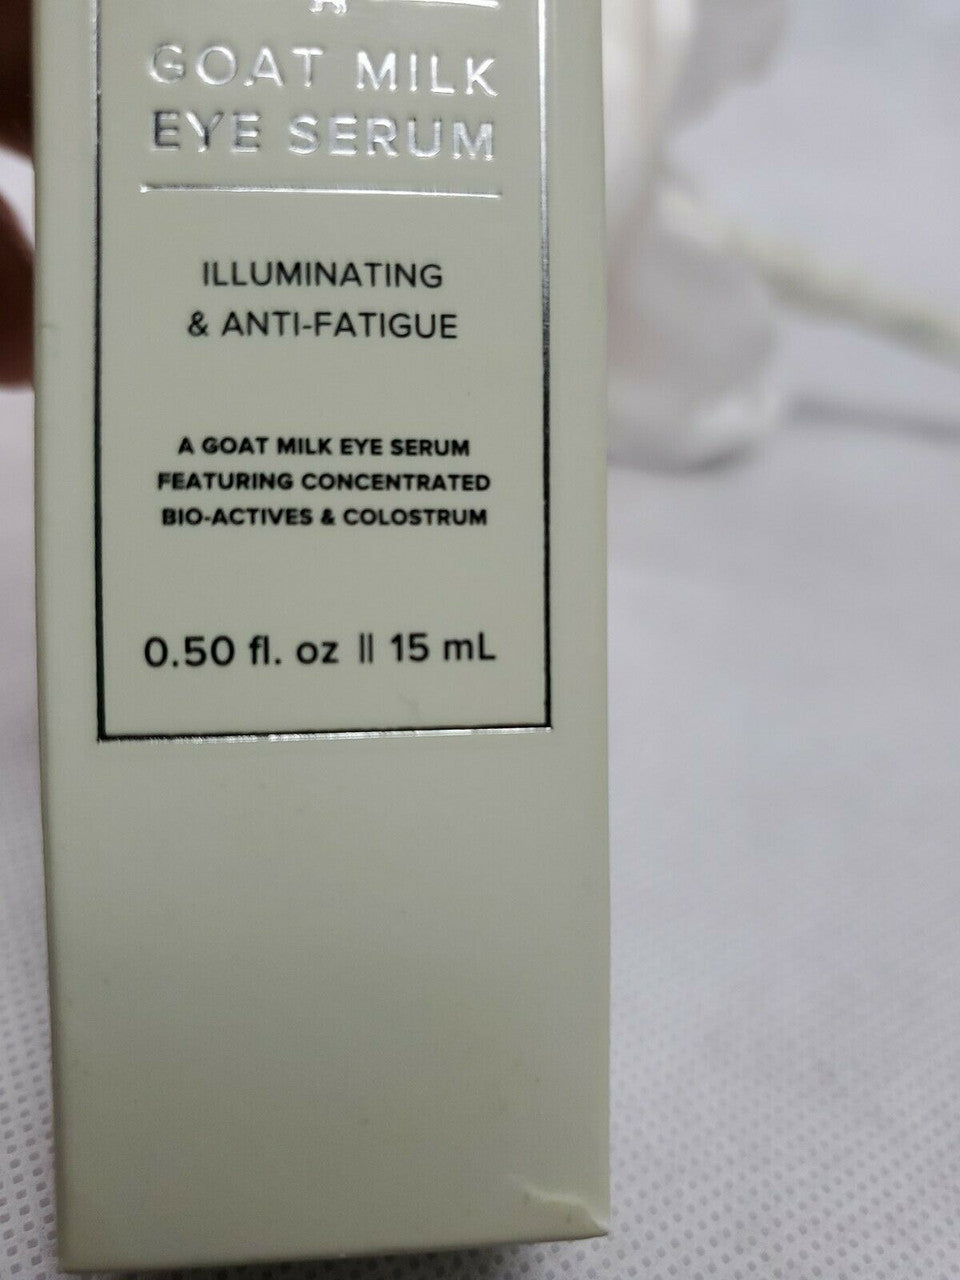 GOAT MILK
EYE SERUM
ILLUMINATING
& ANTI-FATIGUE
A GOAT MILK EYE SERUM
FEATURING CONCENTRATED
BIO-ACTIVES & COLOSTRUM
0.50 fl. oz || 15 mL